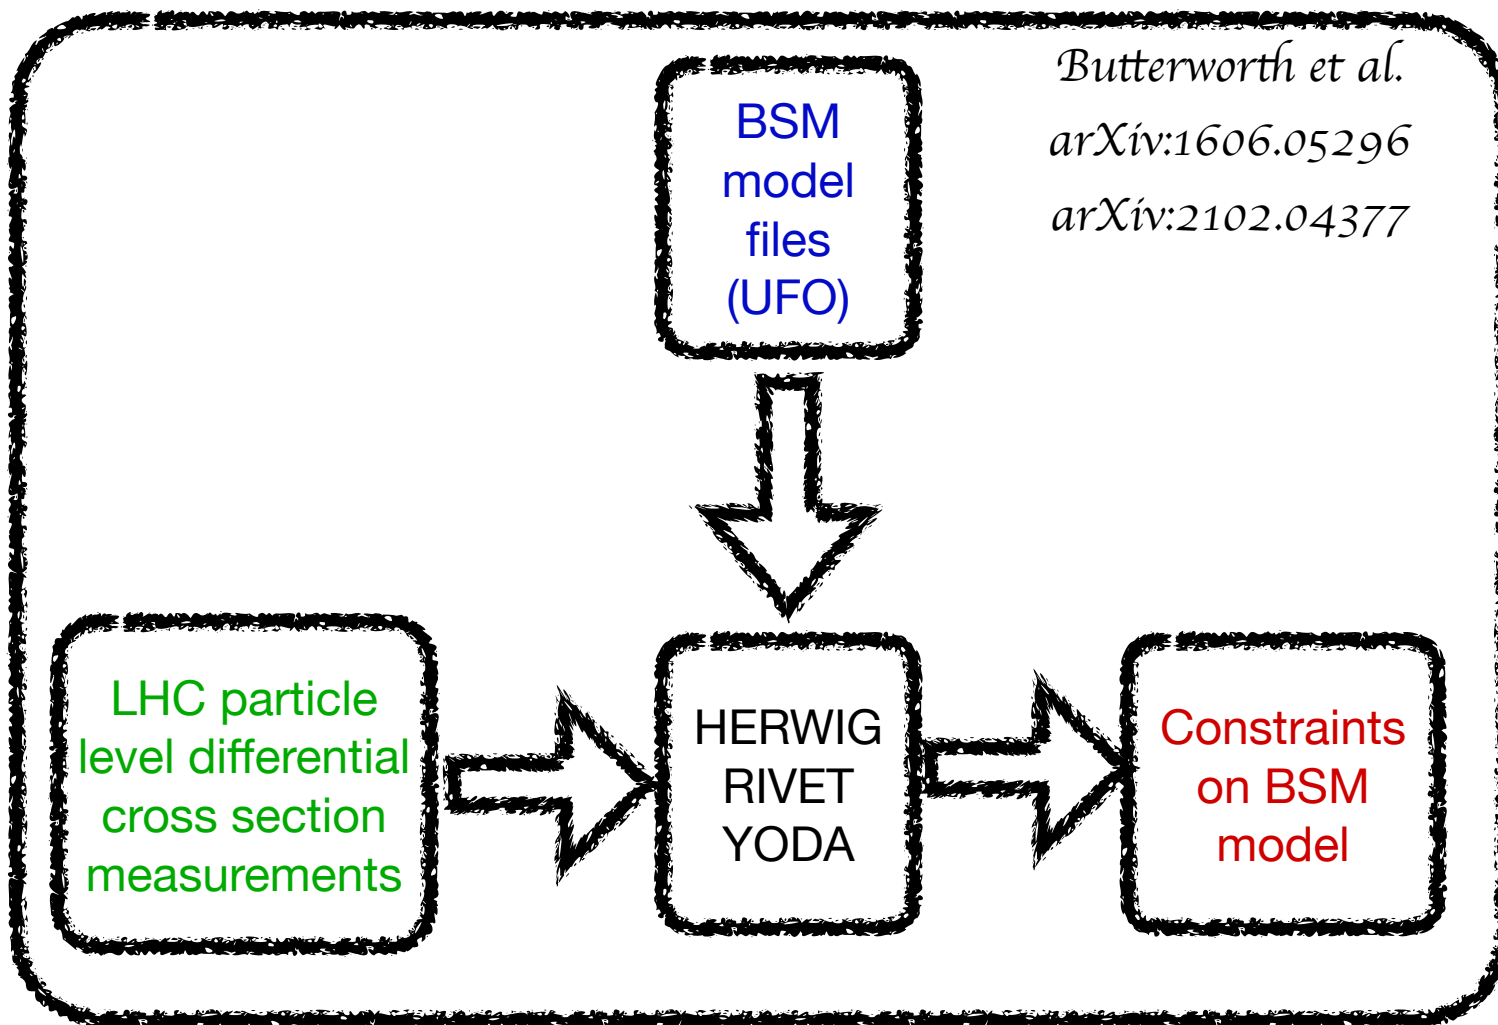 Butterworth et al.
arXiv:1606.05296
arXiv:2102.04377
BSM
model
files
(UFO)
LHC particle
level differential
cross section
measurements
HERWIG
RIVET
YODA
Constraints
on BSM
model